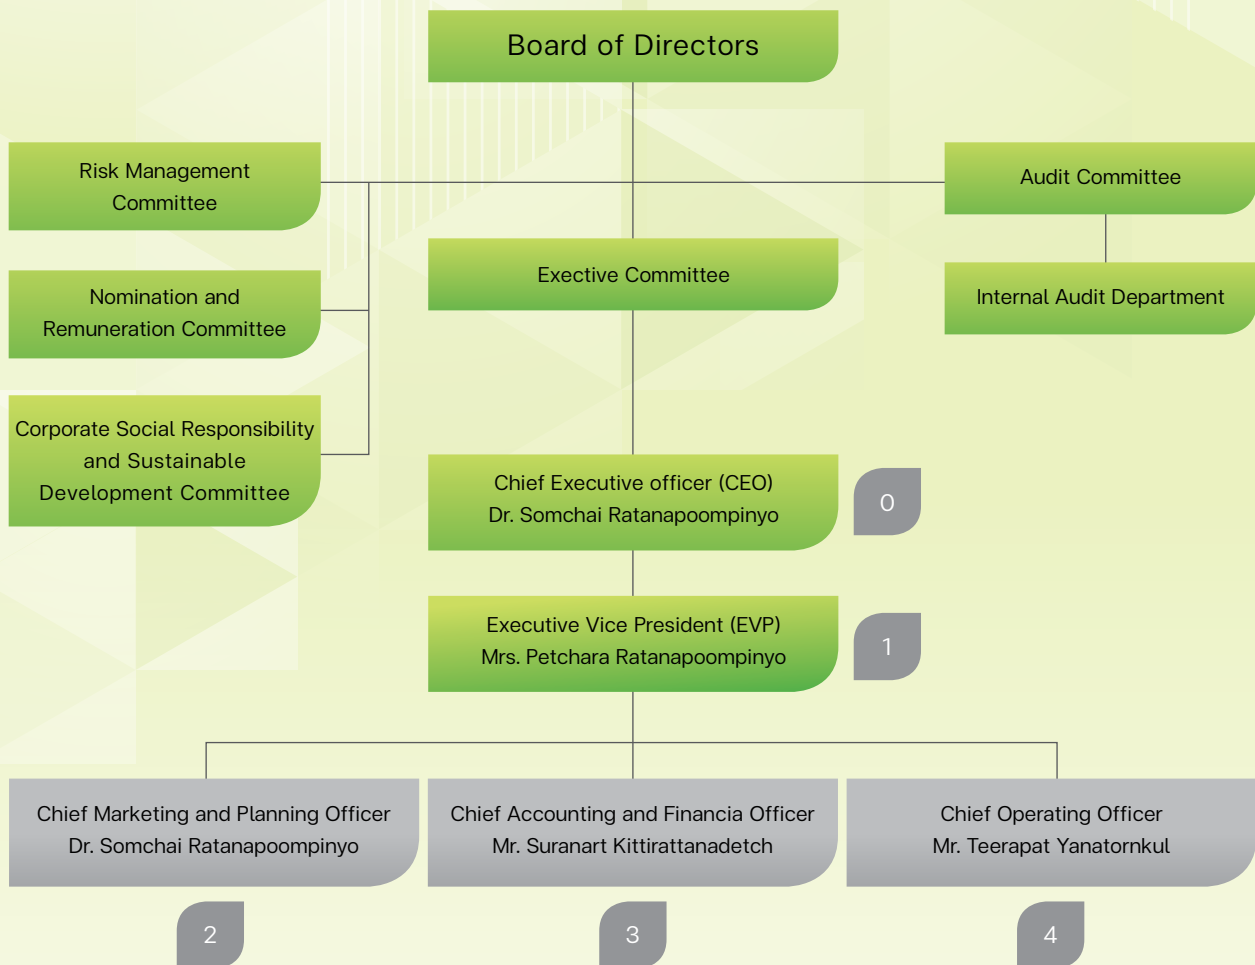 Board of Directors
Risk Management
Committee
Audit Committee
Exective Committee
Nomination and
Remuneration Committee
Internal Audit Department
Corporate Social Responsibility
and Sustainable
Development Committee
Chief Executive officer (CEO)
Dr. Somchai Ratanapoompinyo
0
Executive Vice President (EVP)
Mrs. Petchara Ratanapoompinyo
1
Chief Marketing and Planning Officer
Dr. Somchai Ratanapoompinyo
Chief Accounting and Financia Officer
Mr. Suranart Kittirattanadetch
Chief Operating Officer
Mr. Teerapat Yanatornkul
2
3
4